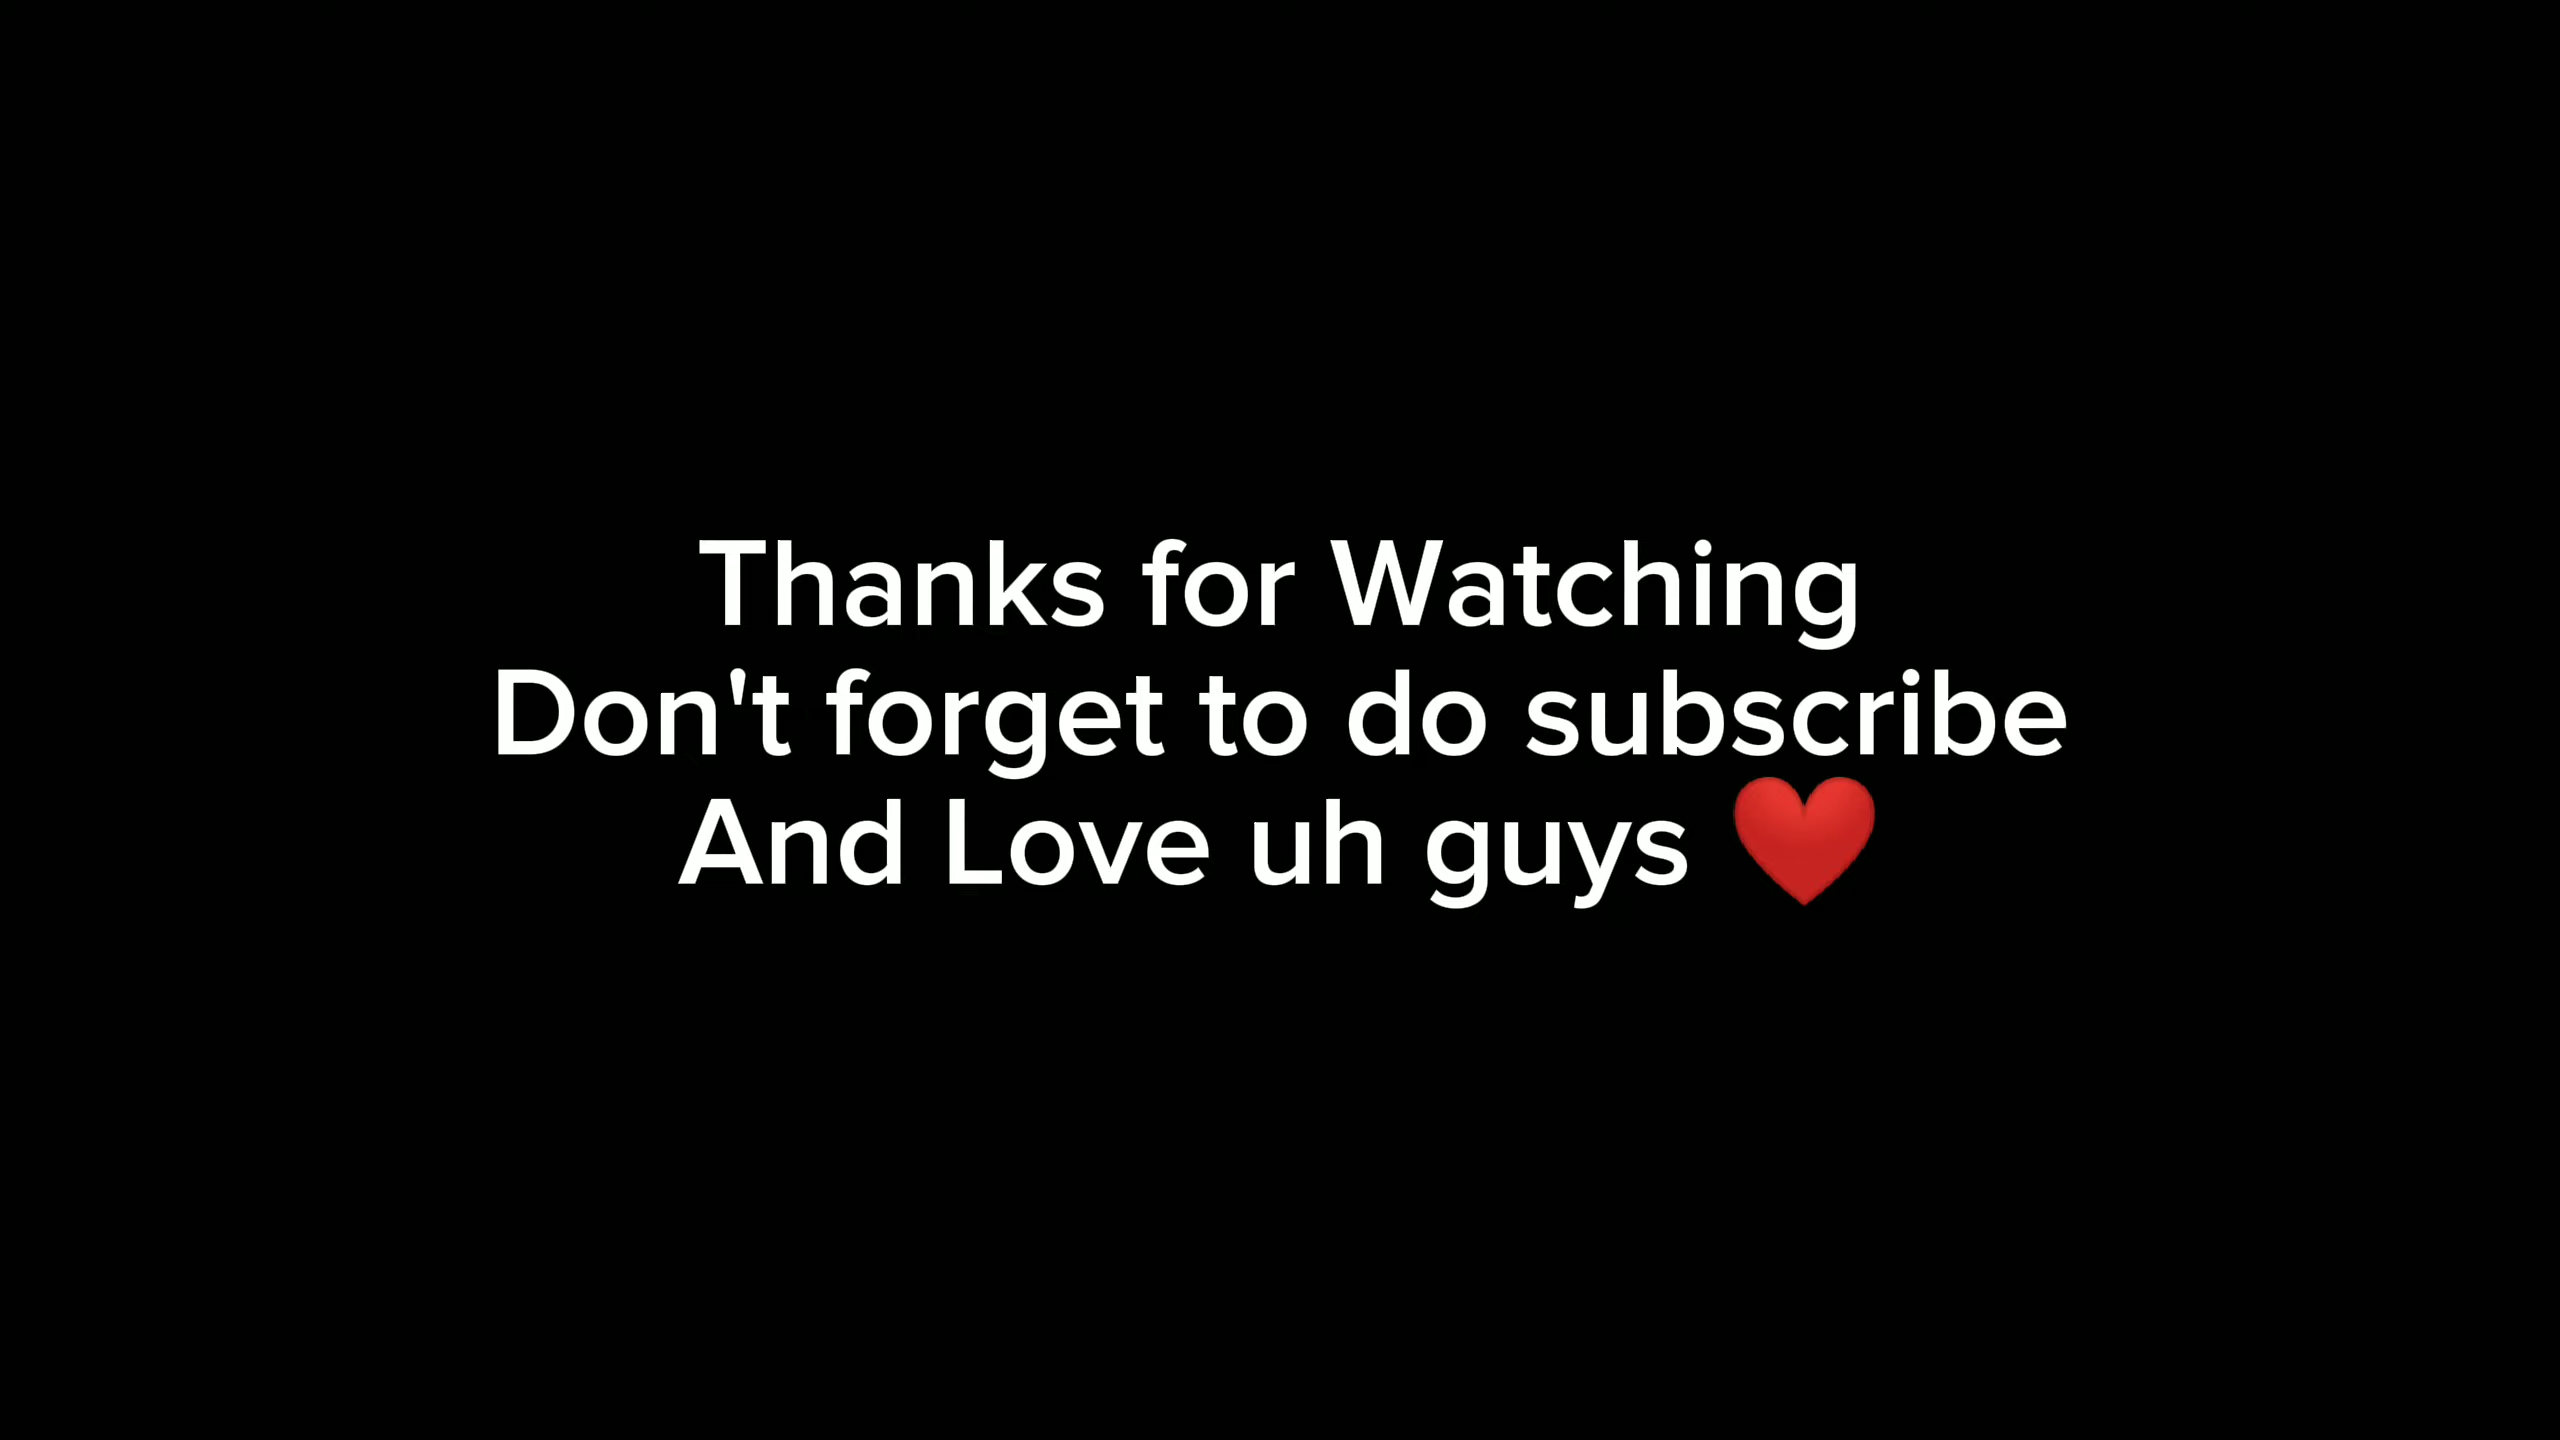 Thanks for Watching
Don't forget to do subscribe
And Love uh guys ❤️